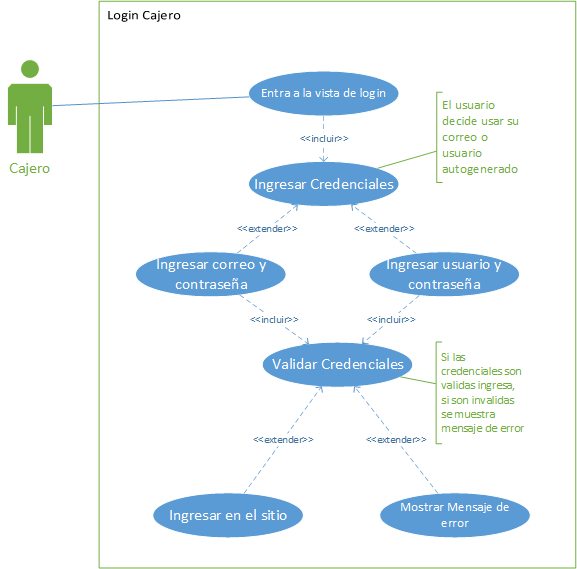 Login Cajero
Cajero
Entra a la vista de login
El usuario
decide usar su
correo o
usuario
autogenerado
<<incluir>>
Ingresar Credenciales
<<extender>>
<<extender>>
Ingresar correo y
contraseña
Ingresar usuario y
contraseña
<<incluir>>
<<incluir>>
Validar Credenciales
Si las
credenciales son
validas ingresa,
si son invalidas
se muestra
mensaje de error
<<extender>>
<<extender>>
Ingresar en el sitio
Mostrar Mensaje de
error